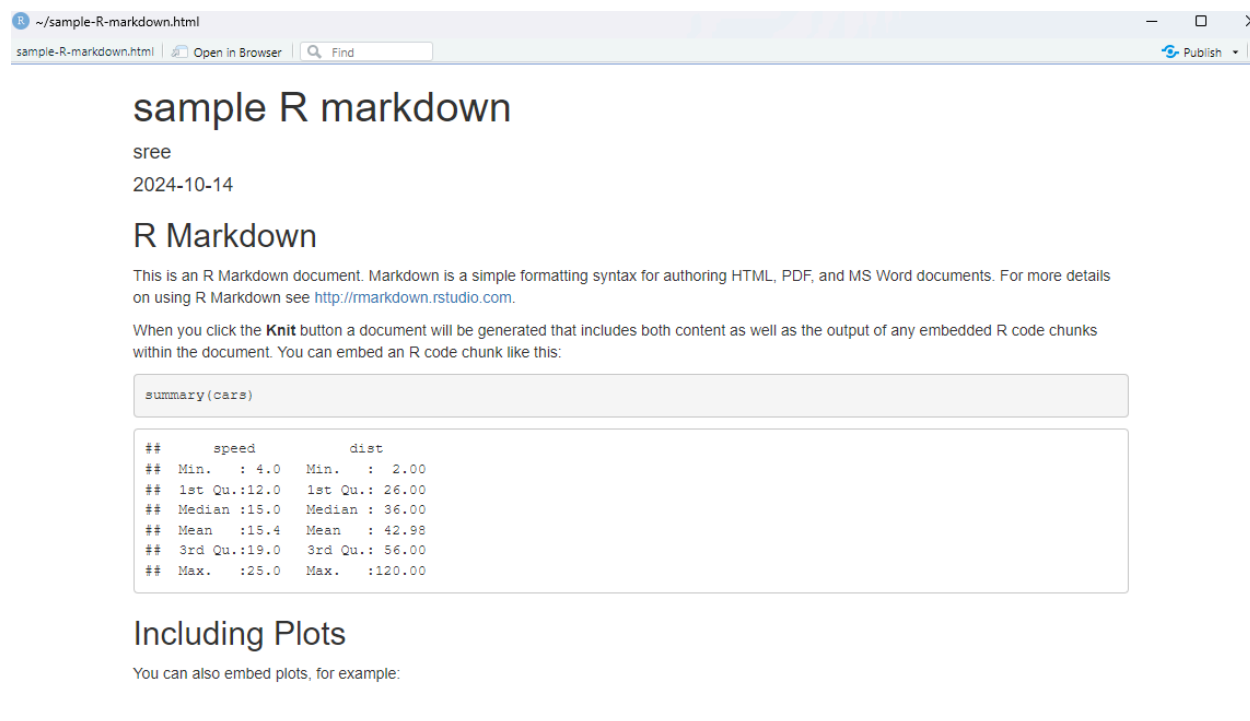 R ~/sample-R-markdown.html
sample-R-markdown.html Open in Browser Find Publish
sample R markdown
sree
2024-10-14
R Markdown
This is an R Markdown document. Markdown is a simple formatting syntax for authoring HTML, PDF, and MS Word documents. For more details
on using R Markdown see http://rmarkdown.rstudio.com.
When you click the Knit button a document will be generated that includes both content as well as the output of any embedded R code chunks
within the document. You can embed an R code chunk like this:
summary(cars)
##      speed           dist
##  Min.   : 4.0   Min.   :  2.00
##  1st Qu.:12.0   1st Qu.: 26.00
##  Median :15.0   Median : 36.00
##  Mean   :15.4   Mean   : 42.98
##  3rd Qu.:19.0   3rd Qu.: 56.00
##  Max.   :25.0   Max.   :120.00
Including Plots
You can also embed plots, for example: